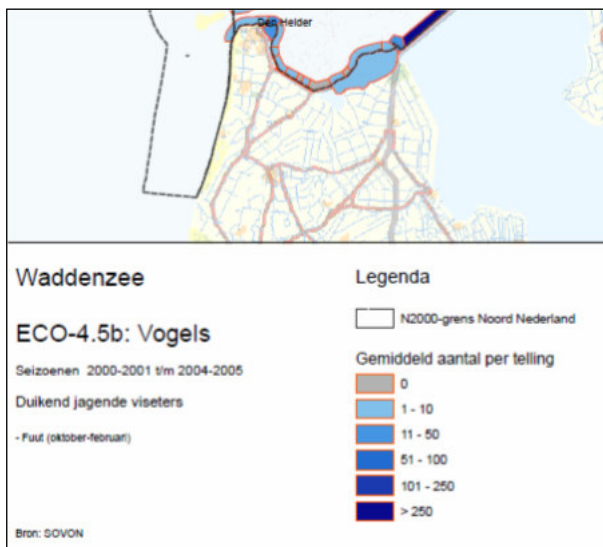 Den Helder
Waddenzee
ECO-4.5b: Vogels
Seizoenen 2000-2001 t/m 2004-2005
Duikend jagende viseters
- Fuut (oktober-februari)
Bron: SOVON
Legenda
N2000-grens Noord Nederland
Gemiddeld aantal per telling
0
1 - 10
11 - 50
51 - 100
101 - 250
> 250